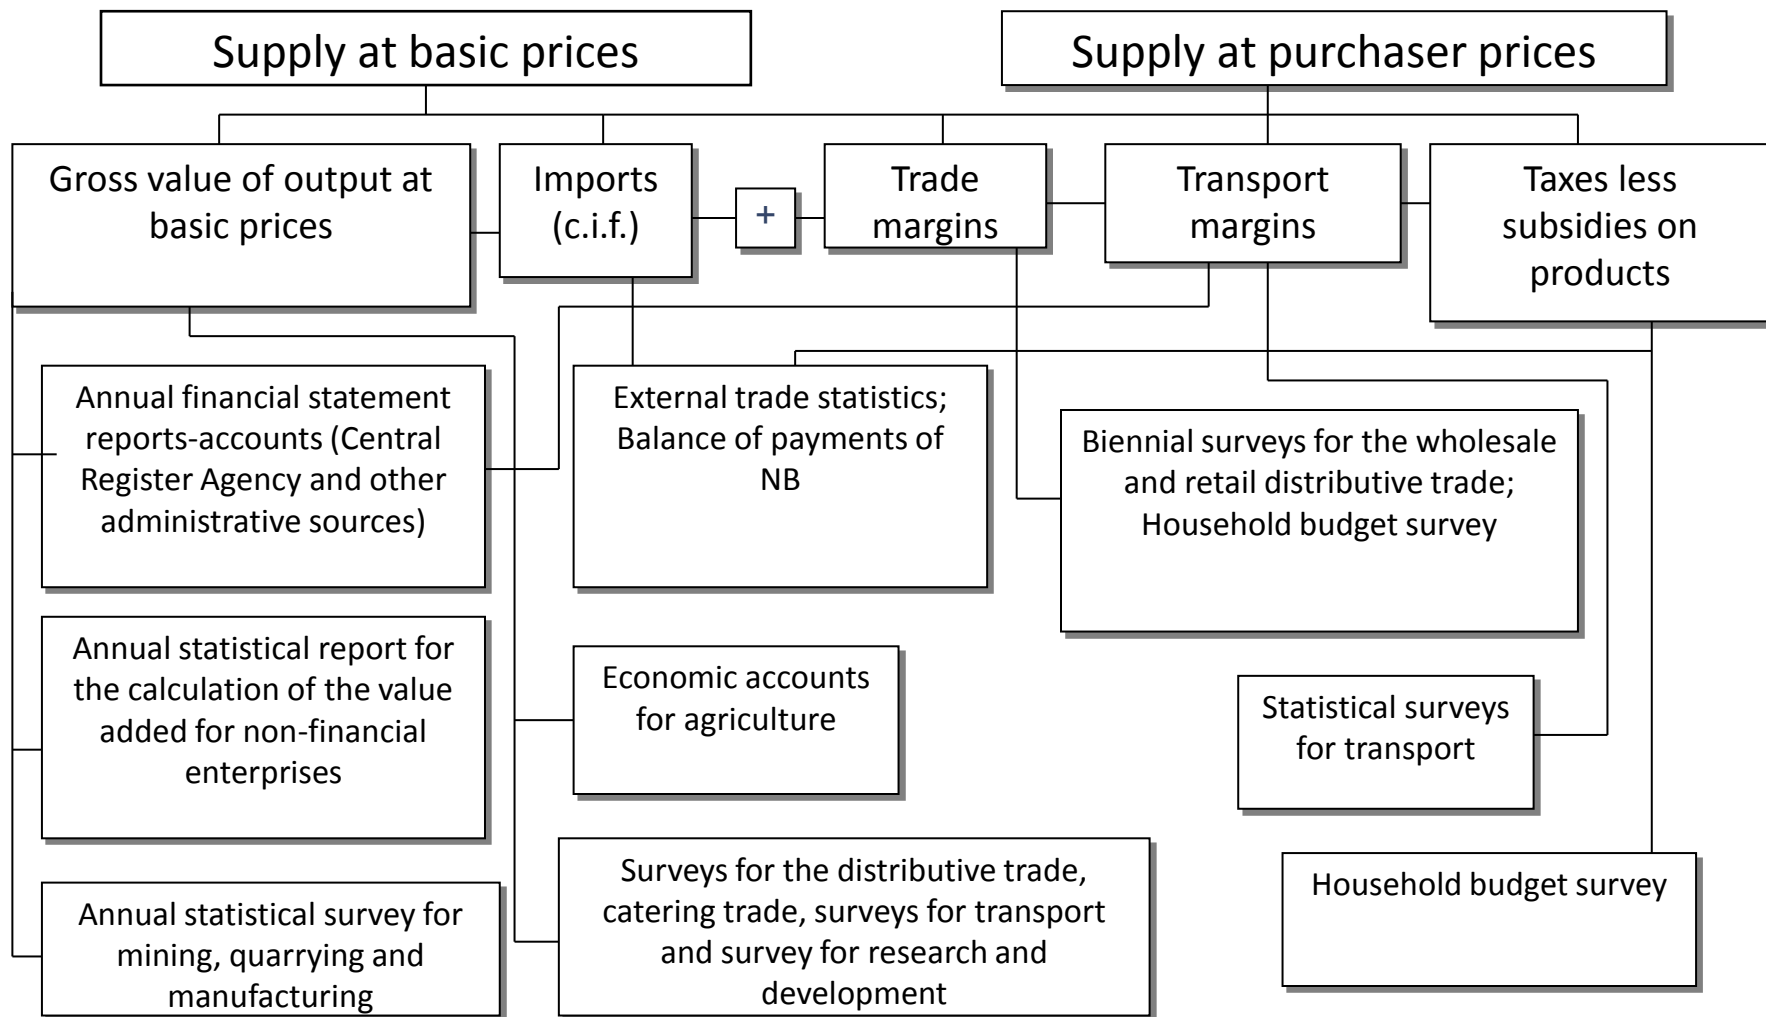 Supply at basic prices
Supply at purchaser prices
Gross value of output at
basic prices
Imports
(c.i.f.)
+
Trade
margins
Transport
margins
Taxes less
subsidies on
products
Annual financial statement
reports-accounts (Central
Register Agency and other
administrative sources)
External trade statistics;
Balance of payments of
NB
Biennial surveys for the wholesale
and retail distributive trade;
Household budget survey
Annual statistical report for
the calculation of the value
added for non-financial
enterprises
Economic accounts
for agriculture
Statistical surveys
for transport
Annual statistical survey for
mining, quarrying and
manufacturing
Surveys for the distributive trade,
catering trade, surveys for transport
and survey for research and
development
Household budget survey